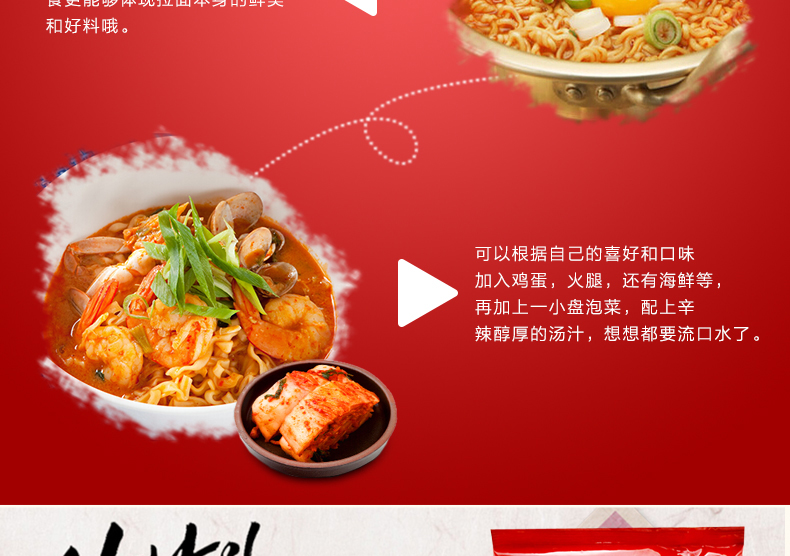 食更能够体现拉面本身的鲜美
和好料哦。
可以根据自己的喜好和口味
加入鸡蛋，火腿，还有海鲜等，
再加上一小盘泡菜，配上辛
辣醇厚的汤汁，想想都要流口水了。